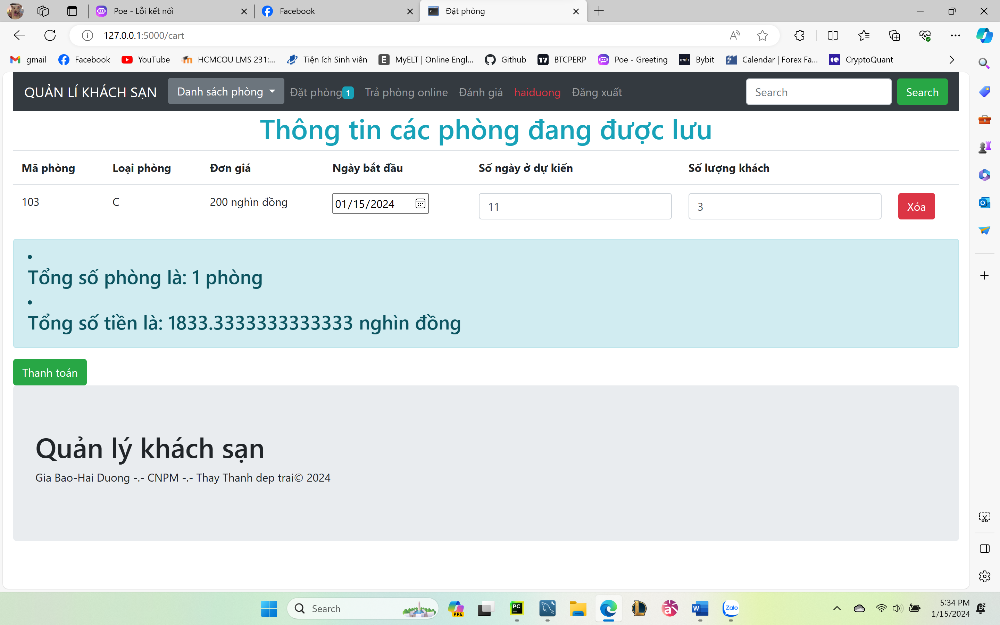 Poe - Lỗi kết nối
Facebook
Đặt phòng
127.0.0.1:5000/cart
gmail
Facebook
YouTube
HCMCOU LMS 231:...
Tiện ích Sinh viên
MyELT | Online Engl...
Github
BTCPERP
Poe - Greeting
Bybit
Calendar | Forex Fa...
CryptoQuant
QUẢN LÍ KHÁCH SẠN
Danh sách phòng
Đặt phòng 1
Trả phòng online
Đánh giá
haiduong
Đăng xuất
Search
Search
Thông tin các phòng đang được lưu
Mã phòng
Loại phòng
Đơn giá
Ngày bắt đầu
Số ngày ở dự kiến
Số lượng khách
103
C
200 nghìn đồng
01/15/2024
11
3
Xóa
Tổng số phòng là: 1 phòng
Tổng số tiền là: 1833.3333333333333 nghìn đồng
Thanh toán
Quản lý khách sạn
Gia Bao-Hai Duong -.- CNPM -.- Thay Thanh dep trai© 2024
Search
PRE
PC
W
Zalo
5:34 PM
1/15/2024